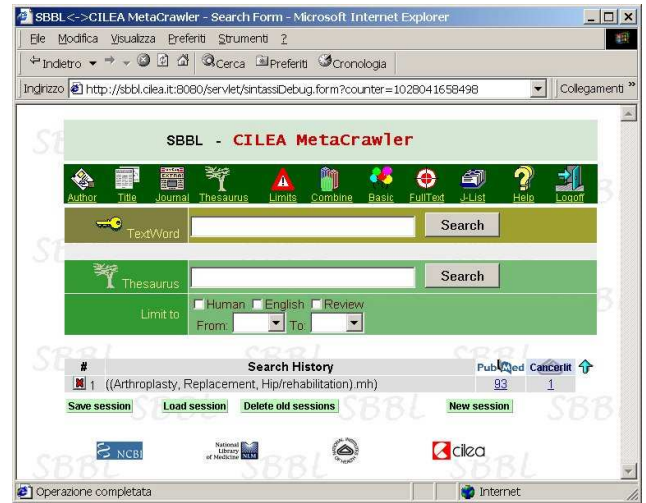 SBBL<->CILEA MetaCrawler - Search Form - Microsoft Internet Explorer
File Modifica Visualizza Preferiti Strumenti ?
Indietro Cerca Preferiti Cronologia
Indirizzo http://sbbl.cilea.it:8080/servlet/sintassiDebug.form?counter=1028041658498 Collegamenti »
SBBL - CILEA MetaCrawler
Author Title Journal Thesaurus Limits Combine Basic FullText J-List Help Logoff
TextWord Search
Thesaurus Search
Limit to Human English Review
From: To:
# Search History PubMed Cancerlit
1 ((Arthroplasty, Replacement, Hip/rehabilitation).mh) 93 1
Save session Load session Delete old sessions New session
NCBI National Library of Medicine NLM cilea
Operazione completata Internet